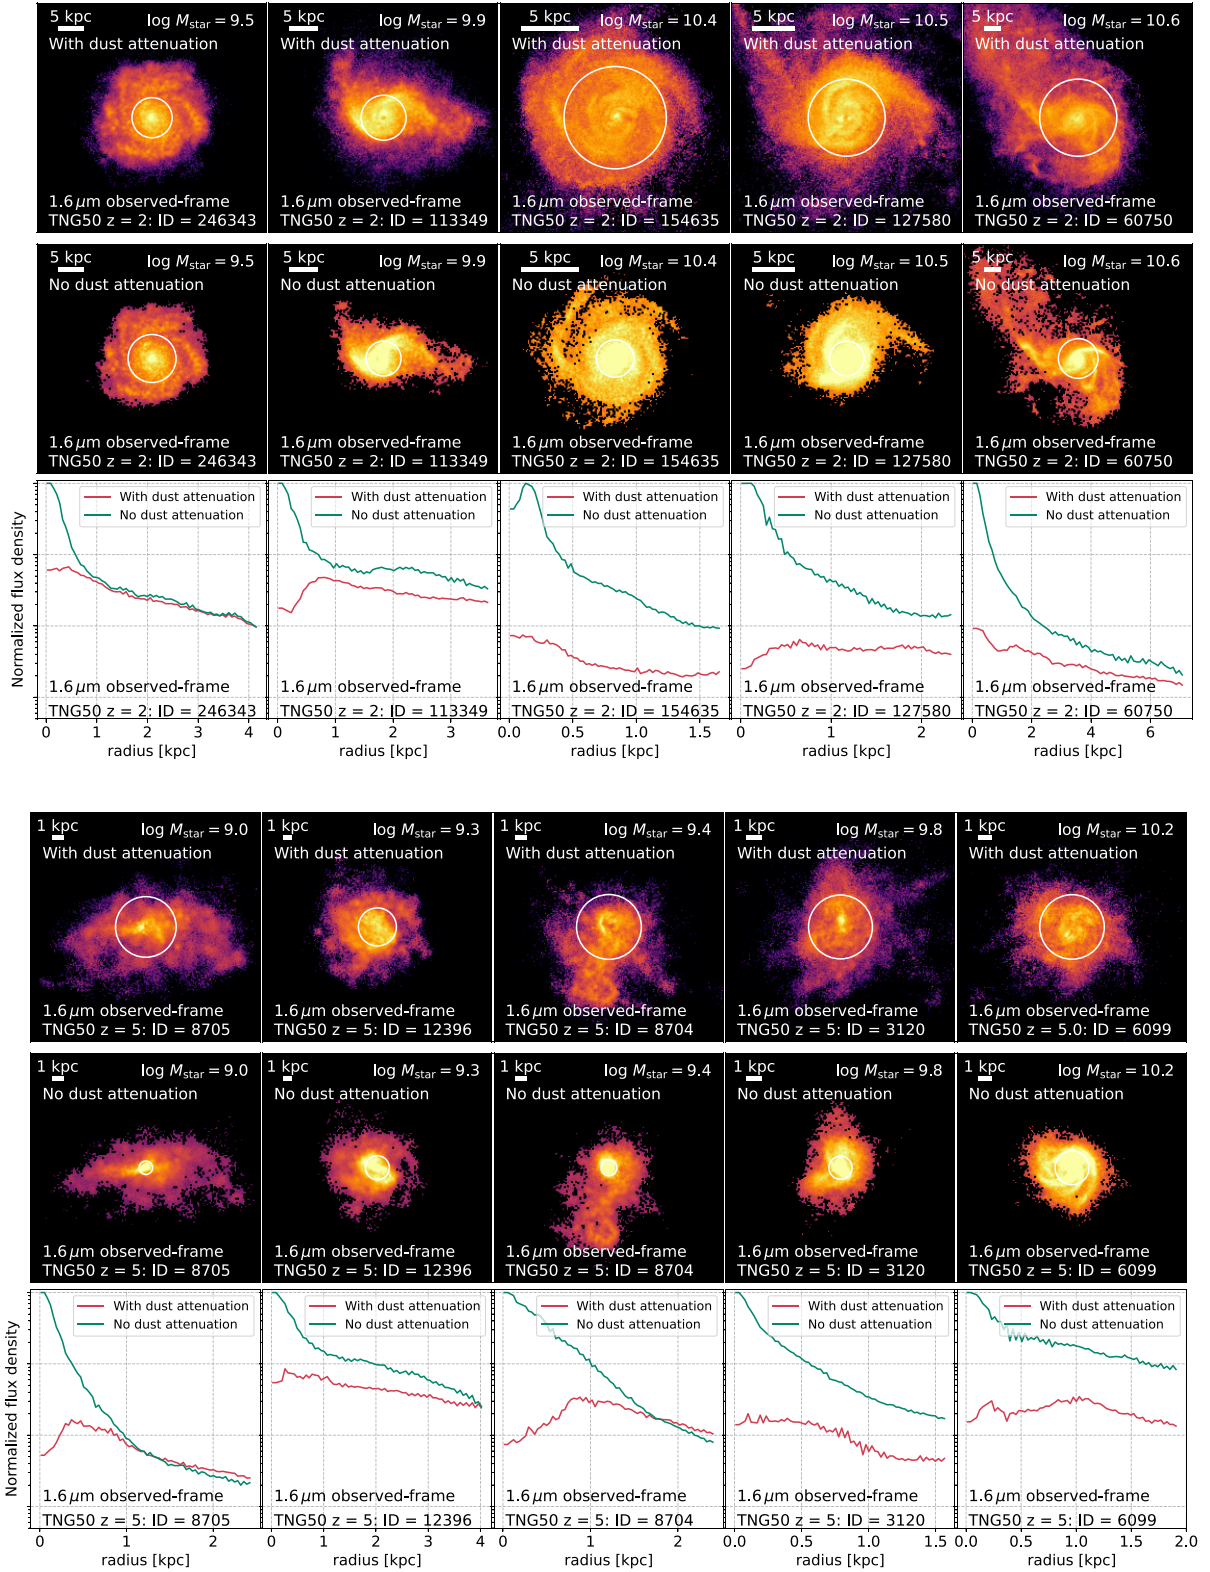 5 kpc log Mstar = 9.5
With dust attenuation
1.6 μm observed-frame
TNG50 z = 2: ID = 246343
5 kpc log Mstar = 9.9
With dust attenuation
1.6 μm observed-frame
TNG50 z = 2: ID = 113349
5 kpc log Mstar = 10.4
With dust attenuation
1.6 μm observed-frame
TNG50 z = 2: ID = 154635
5 kpc log Mstar = 10.5
With dust attenuation
1.6 μm observed-frame
TNG50 z = 2: ID = 127580
5 kpc log Mstar = 10.6
With dust attenuation
1.6 μm observed-frame
TNG50 z = 2: ID = 60750
5 kpc log Mstar = 9.5
No dust attenuation
1.6 μm observed-frame
TNG50 z = 2: ID = 246343
5 kpc log Mstar = 9.9
No dust attenuation
1.6 μm observed-frame
TNG50 z = 2: ID = 113349
5 kpc log Mstar = 10.4
No dust attenuation
1.6 μm observed-frame
TNG50 z = 2: ID = 154635
5 kpc log Mstar = 10.5
No dust attenuation
1.6 μm observed-frame
TNG50 z = 2: ID = 127580
5 kpc log Mstar = 10.6
No dust attenuation
1.6 μm observed-frame
TNG50 z = 2: ID = 60750
Normalized flux density
With dust attenuation
No dust attenuation
1.6 μm observed-frame
TNG50 z = 2: ID = 246343
0 1 2 3 4
radius [kpc]
With dust attenuation
No dust attenuation
1.6 μm observed-frame
TNG50 z = 2: ID = 113349
0 1 2 3
radius [kpc]
With dust attenuation
No dust attenuation
1.6 μm observed-frame
TNG50 z = 2: ID = 154635
0.0 0.5 1.0 1.5
radius [kpc]
With dust attenuation
No dust attenuation
1.6 μm observed-frame
TNG50 z = 2: ID = 127580
0 1 2
radius [kpc]
With dust attenuation
No dust attenuation
1.6 μm observed-frame
TNG50 z = 2: ID = 60750
0 2 4 6
radius [kpc]
1 kpc log Mstar = 9.0
With dust attenuation
1.6 μm observed-frame
TNG50 z = 5: ID = 8705
1 kpc log Mstar = 9.3
With dust attenuation
1.6 μm observed-frame
TNG50 z = 5: ID = 12396
1 kpc log Mstar = 9.4
With dust attenuation
1.6 μm observed-frame
TNG50 z = 5: ID = 8704
1 kpc log Mstar = 9.8
With dust attenuation
1.6 μm observed-frame
TNG50 z = 5: ID = 3120
1 kpc log Mstar = 10.2
With dust attenuation
1.6 μm observed-frame
TNG50 z = 5.0: ID = 6099
1 kpc log Mstar = 9.0
No dust attenuation
1.6 μm observed-frame
TNG50 z = 5: ID = 8705
1 kpc log Mstar = 9.3
No dust attenuation
1.6 μm observed-frame
TNG50 z = 5: ID = 12396
1 kpc log Mstar = 9.4
No dust attenuation
1.6 μm observed-frame
TNG50 z = 5: ID = 8704
1 kpc log Mstar = 9.8
No dust attenuation
1.6 μm observed-frame
TNG50 z = 5: ID = 3120
1 kpc log Mstar = 10.2
No dust attenuation
1.6 μm observed-frame
TNG50 z = 5: ID = 6099
Normalized flux density
With dust attenuation
No dust attenuation
1.6 μm observed-frame
TNG50 z = 5: ID = 8705
0 1 2
radius [kpc]
With dust attenuation
No dust attenuation
1.6 μm observed-frame
TNG50 z = 5: ID = 12396
0 1 2 3 4
radius [kpc]
With dust attenuation
No dust attenuation
1.6 μm observed-frame
TNG50 z = 5: ID = 8704
0 1 2
radius [kpc]
With dust attenuation
No dust attenuation
1.6 μm observed-frame
TNG50 z = 5: ID = 3120
0.0 0.5 1.0 1.5
radius [kpc]
With dust attenuation
No dust attenuation
1.6 μm observed-frame
TNG50 z = 5: ID = 6099
0.0 0.5 1.0 1.5 2.0
radius [kpc]